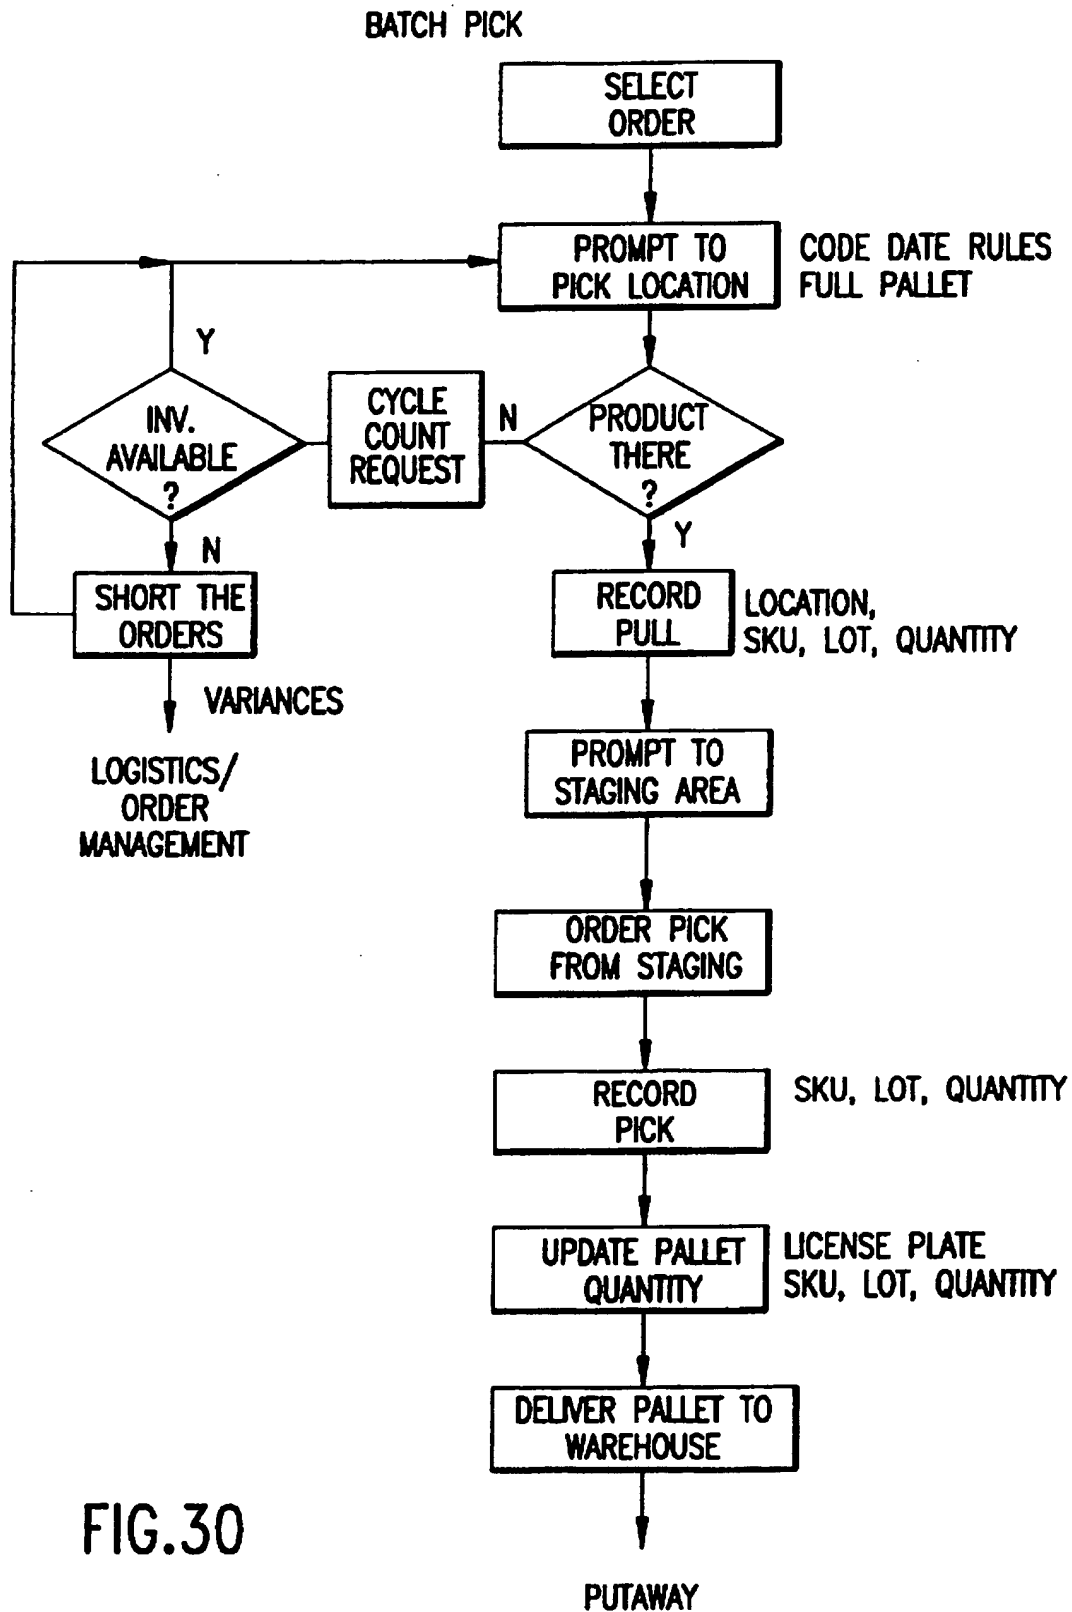 BATCH PICK
SELECT
ORDER
PROMPT TO
PICK LOCATION
CODE DATE RULES
FULL PALLET
Y
INV.
AVAILABLE
?
CYCLE
COUNT
REQUEST
N
PRODUCT
THERE
?
N
Y
SHORT THE
ORDERS
RECORD
PULL
LOCATION,
SKU, LOT, QUANTITY
VARIANCES
LOGISTICS/
ORDER
MANAGEMENT
PROMPT TO
STAGING AREA
ORDER PICK
FROM STAGING
RECORD
PICK
SKU, LOT, QUANTITY
UPDATE PALLET
QUANTITY
LICENSE PLATE
SKU, LOT, QUANTITY
DELIVER PALLET TO
WAREHOUSE
FIG.30
PUTAWAY